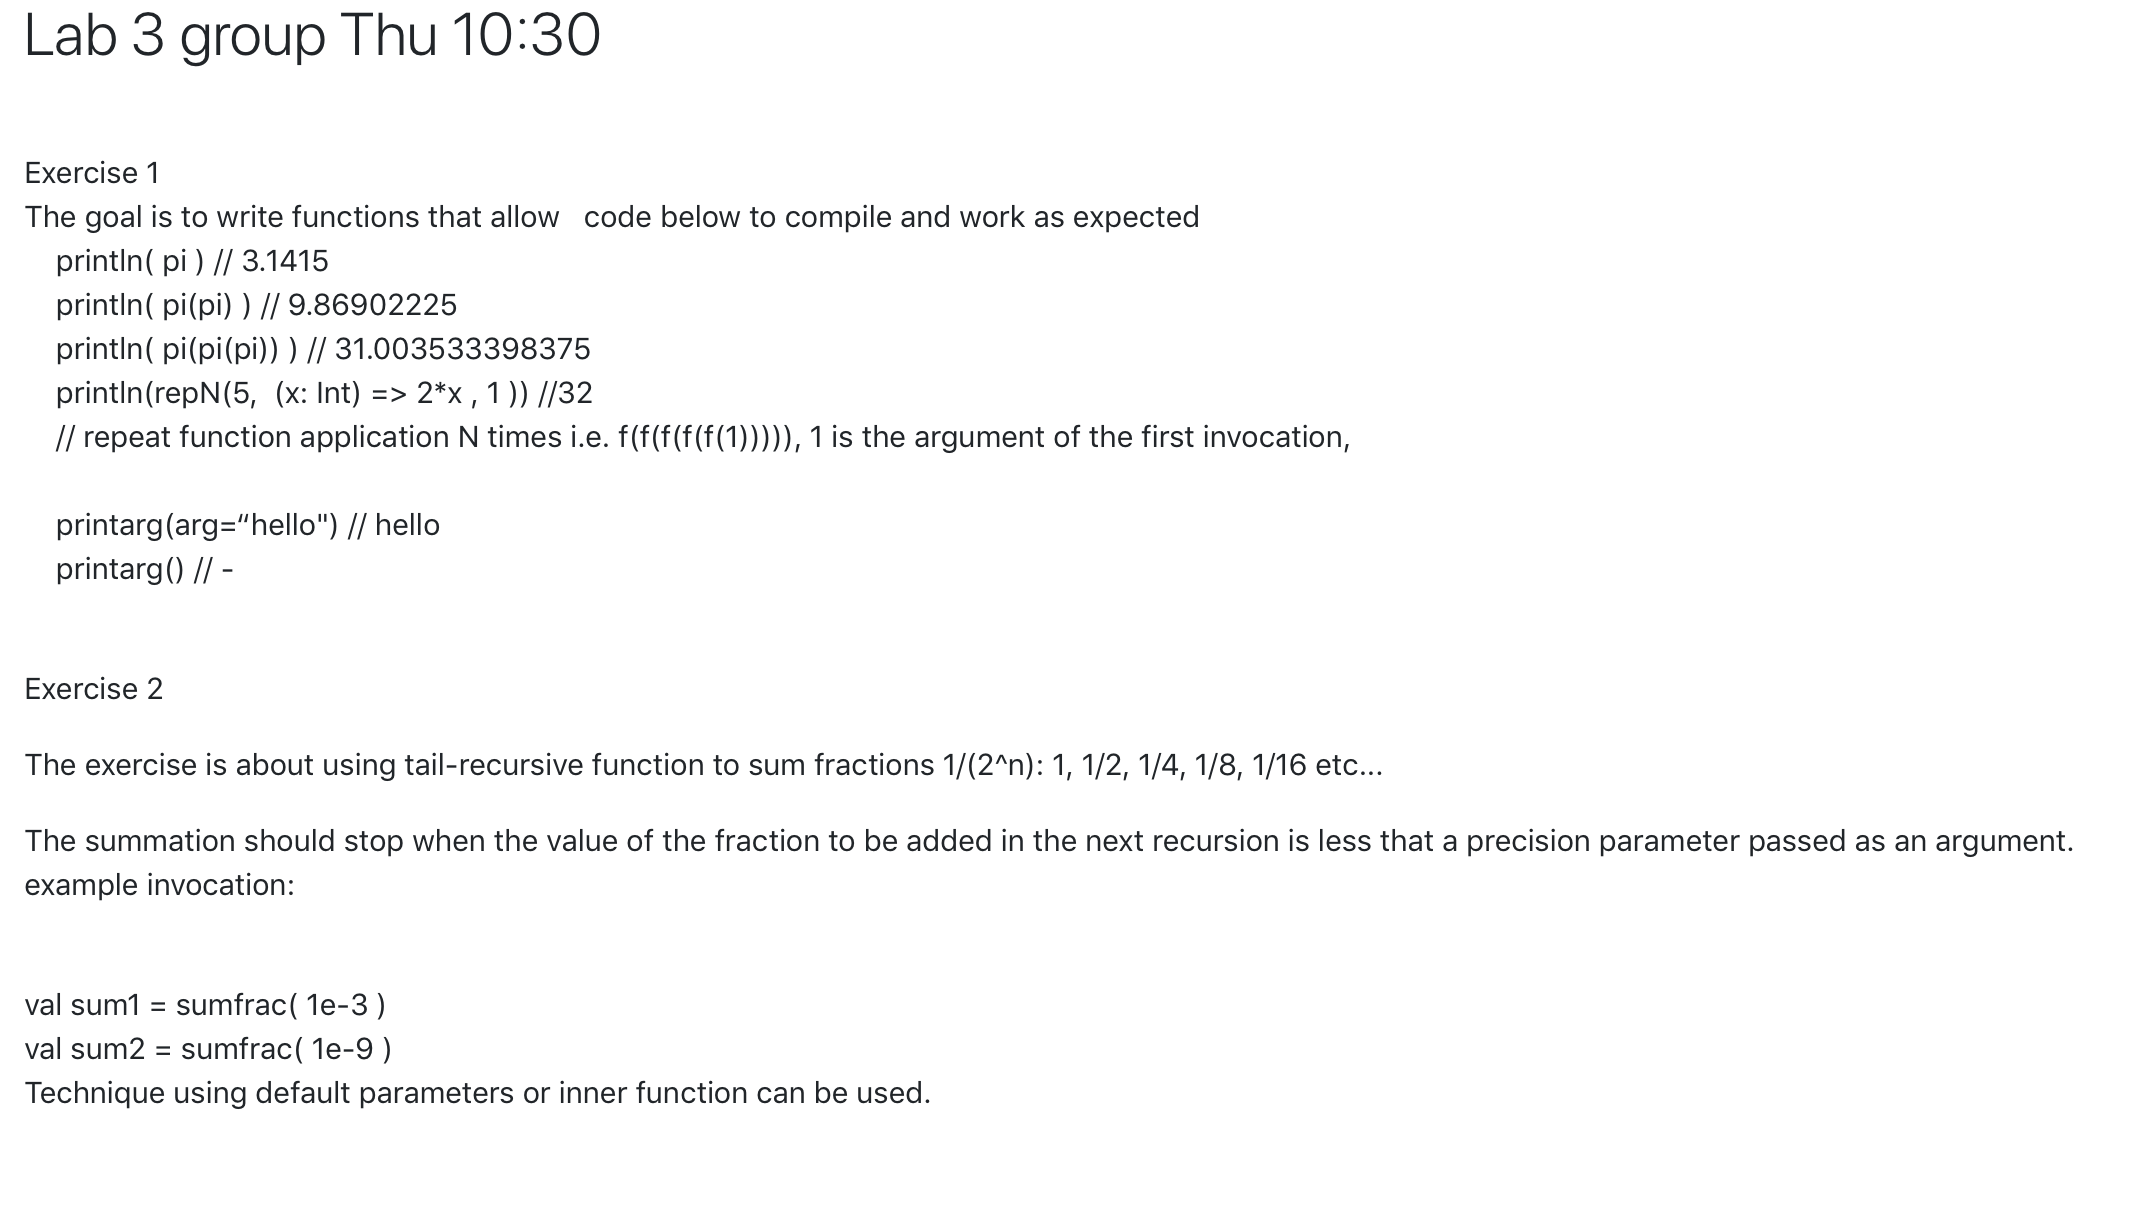 Lab 3 group Thu 10:30
Exercise 1
The goal is to write functions that allow   code below to compile and work as expected
println( pi ) // 3.1415
println( pi(pi) ) // 9.86902225
println( pi(pi(pi)) ) // 31.003533398375
println(repN(5,  (x: Int) => 2*x , 1 )) //32
// repeat function application N times i.e. f(f(f(f(f(1))))), 1 is the argument of the first invocation,
printarg(arg=“hello") // hello
printarg() // -
Exercise 2
The exercise is about using tail-recursive function to sum fractions 1/(2^n): 1, 1/2, 1/4, 1/8, 1/16 etc...
The summation should stop when the value of the fraction to be added in the next recursion is less that a precision parameter passed as an argument.
example invocation:
val sum1 = sumfrac( 1e-3 )
val sum2 = sumfrac( 1e-9 )
Technique using default parameters or inner function can be used.